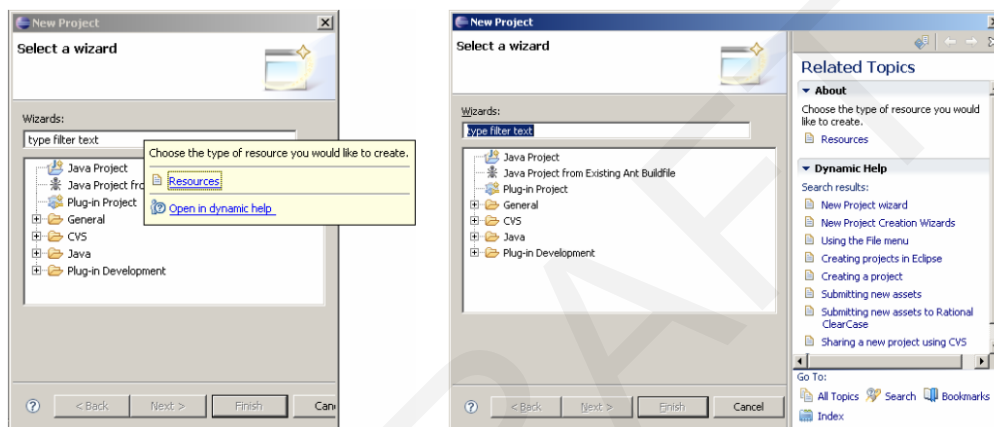 New Project
Select a wizard
Wizards:
type filter text
Choose the type of resource you would like to create.
Resources
Open in dynamic help
Java Project
Java Project fro
Plug-in Project
General
CVS
Java
Plug-in Development
< Back
Next >
Finish
Can
New Project
Select a wizard
Wizards:
type filter text
Java Project
Java Project from Existing Ant Buildfile
Plug-in Project
General
CVS
Java
Plug-in Development
< Back
Next >
Finish
Cancel
Related Topics
About
Choose the type of resource you would
like to create.
Resources
Dynamic Help
Search results:
New Project wizard
New Project Creation Wizards
Using the File menu
Creating projects in Eclipse
Creating a project
Submitting new assets
Submitting new assets to Rational
ClearCase
Sharing a new project using CVS
Go To:
All Topics Search Bookmarks
Index